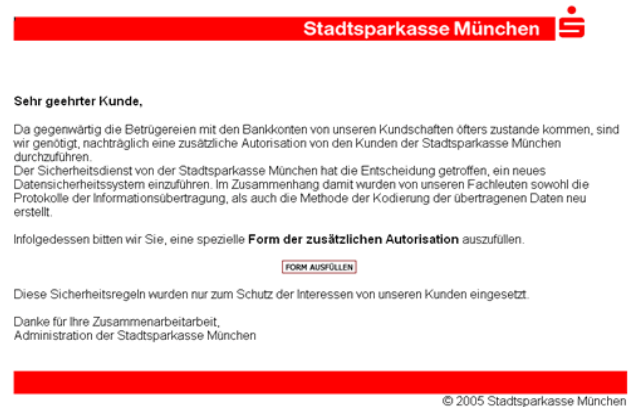 Stadtsparkasse München
Sehr geehrter Kunde,
Da gegenwärtig die Betrügereien mit den Bankkonten von unseren Kundschaften öfters zustande kommen, sind
wir genötigt, nachträglich eine zusätzliche Autorisation von den Kunden der Stadtsparkasse München
durchzuführen.
Der Sicherheitsdienst von der Stadtsparkasse München hat die Entscheidung getroffen, ein neues
Datensicherheitssystem einzuführen. Im Zusammenhang damit wurden von unseren Fachleuten sowohl die
Protokolle der Informationsübertragung, als auch die Methode der Kodierung der übertragenen Daten neu
erstellt.
Infolgedessen bitten wir Sie, eine spezielle Form der zusätzlichen Autorisation auszufüllen.
FORM AUSFÜLLEN
Diese Sicherheitsregeln wurden nur zum Schutz der Interessen von unseren Kunden eingesetzt.
Danke für Ihre Zusammenarbeitarbeit,
Administration der Stadtsparkasse München
© 2005 Stadtsparkasse München